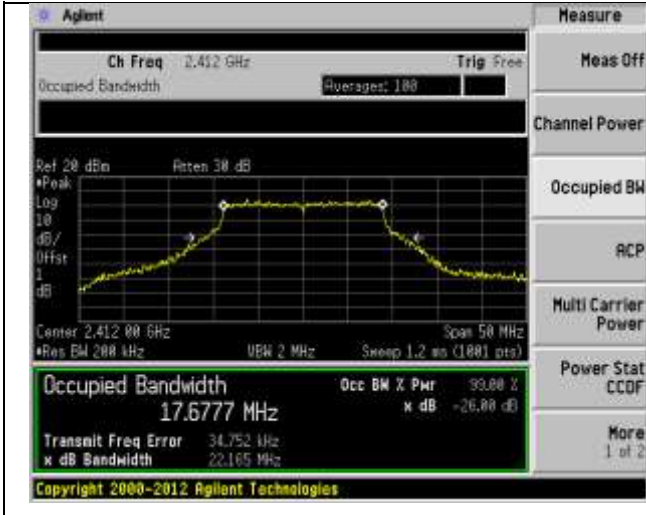 Agilent
Measure
Ch Freq 2.412 GHz Trig Free
Occupied Bandwidth Averages: 100
Meas Off
Channel Power
Occupied BW
ACP
Multi Carrier
Power
Power Stat
CCDF
More
1 of 2
Ref 20 dBm Atten 30 dB
#Peak
Log
10
dB/
Offst
1
dB
Center 2.412 00 GHz Span 50 MHz
#Res BW 200 kHz VBW 2 MHz Sweep 1.2 ms (1001 pts)
Occupied Bandwidth Occ BW % Pwr 99.00 %
17.6777 MHz x dB -26.00 dB
Transmit Freq Error 34.752 kHz
x dB Bandwidth 22.165 MHz
Copyright 2000-2012 Agilent Technologies